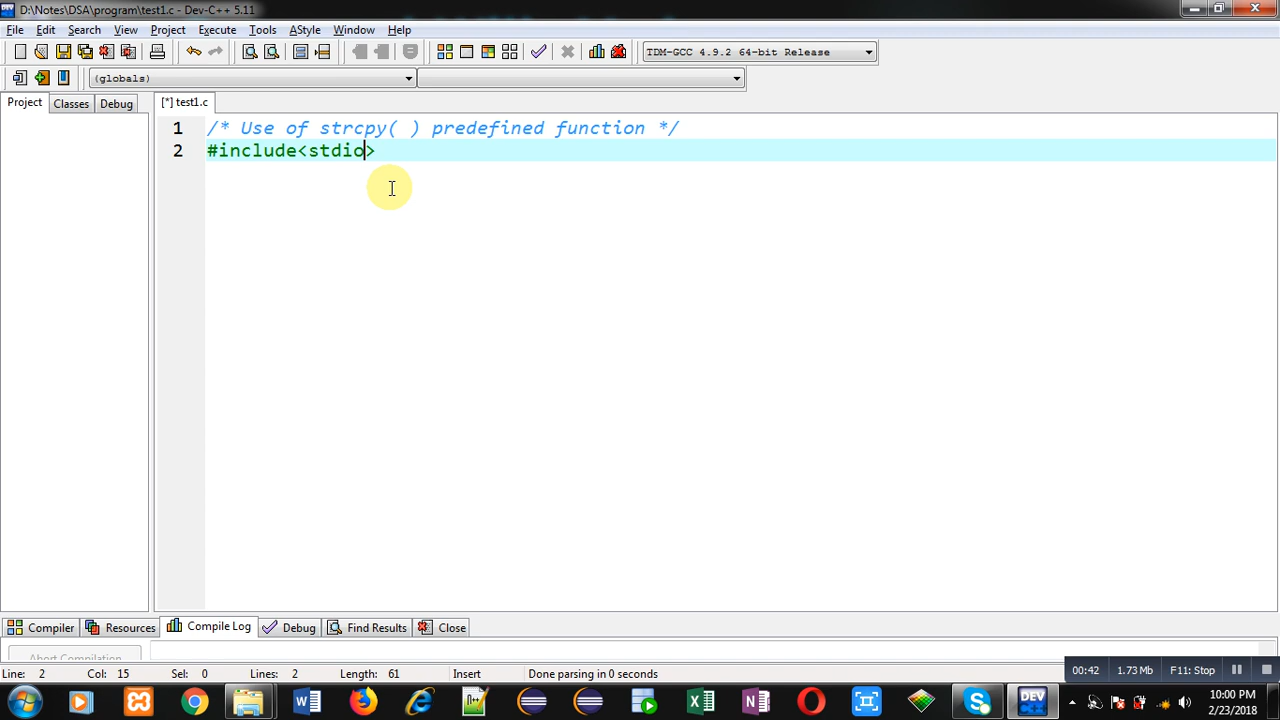 D:\Notes\DSA\program\test1.c - Dev-C++ 5.11
File Edit Search View Project Execute Tools AStyle Window Help
TDM-GCC 4.9.2 64-bit Release
(globals)
Project Classes Debug [*] test1.c
1 /* Use of strcpy( ) predefined function */
2 #include<stdio>
Compiler Resources Compile Log Debug Find Results Close
Abort Compilation
Line: 2 Col: 15 Sel: 0 Lines: 2 Length: 61 Insert Done parsing in 0 seconds
00:42 1.73 Mb F11: Stop
DEV
10:00 PM
2/23/2018